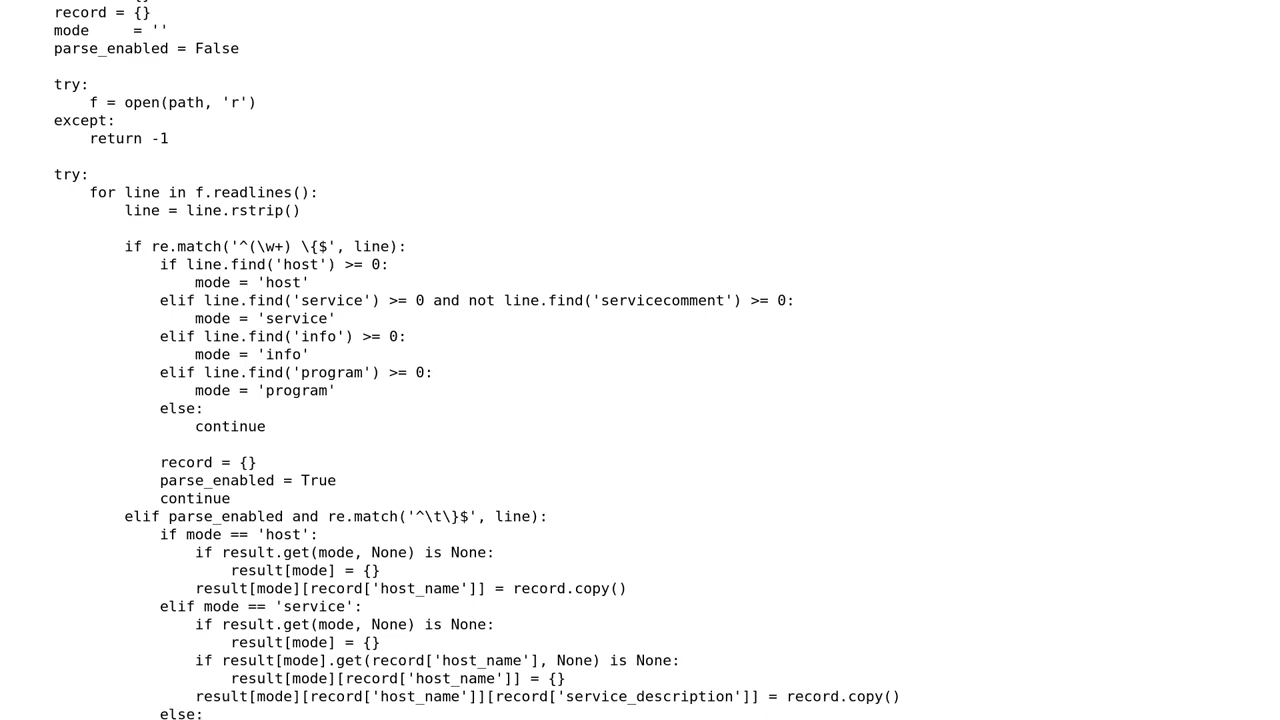 record = {}
mode     = ''
parse_enabled = False
try:
f = open(path, 'r')
except:
return -1
try:
for line in f.readlines():
line = line.rstrip()
if re.match('^(\w+) \{$', line):
if line.find('host') >= 0:
mode = 'host'
elif line.find('service') >= 0 and not line.find('servicecomment') >= 0:
mode = 'service'
elif line.find('info') >= 0:
mode = 'info'
elif line.find('program') >= 0:
mode = 'program'
else:
continue
record = {}
parse_enabled = True
continue
elif parse_enabled and re.match('^\t\}$', line):
if mode == 'host':
if result.get(mode, None) is None:
result[mode] = {}
result[mode][record['host_name']] = record.copy()
elif mode == 'service':
if result.get(mode, None) is None:
result[mode] = {}
if result[mode].get(record['host_name'], None) is None:
result[mode][record['host_name']] = {}
result[mode][record['host_name']][record['service_description']] = record.copy()
else: